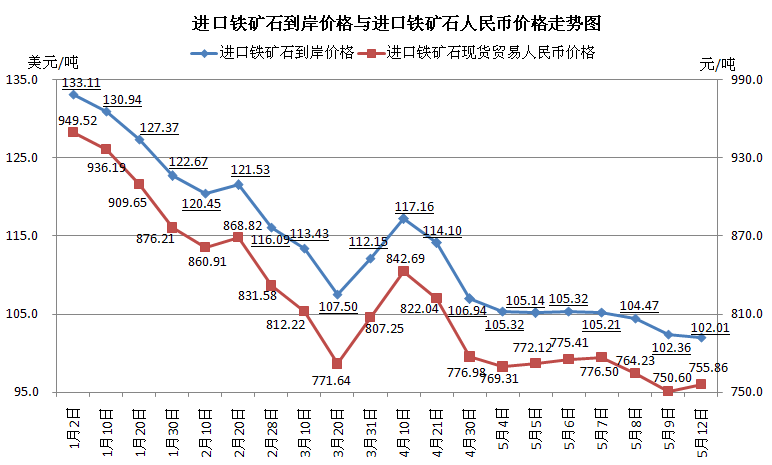 进口铁矿石到岸价格与进口铁矿石人民币价格走势图
进口铁矿石到岸价格 进口铁矿石现货贸易人民币价格
美元/吨 元/吨
135.0 125.0 115.0 105.0 95.0
990.0 930.0 870.0 810.0 750.0
133.11 130.94 127.37 122.67 120.45 121.53 116.09 113.43 107.50 112.15 117.16 114.10 106.94 105.32 105.14 105.32 105.21 104.47 102.36 102.01
949.52 936.19 909.65 876.21 860.91 868.82 831.58 812.22 771.64 807.25 842.69 822.04 776.98 769.31 772.12 775.41 776.50 764.23 750.60 755.86
1月2日 1月10日 1月20日 1月30日 2月10日 2月20日 2月28日 3月10日 3月20日 3月31日 4月10日 4月21日 4月30日 5月4日 5月5日 5月6日 5月7日 5月8日 5月9日 5月12日